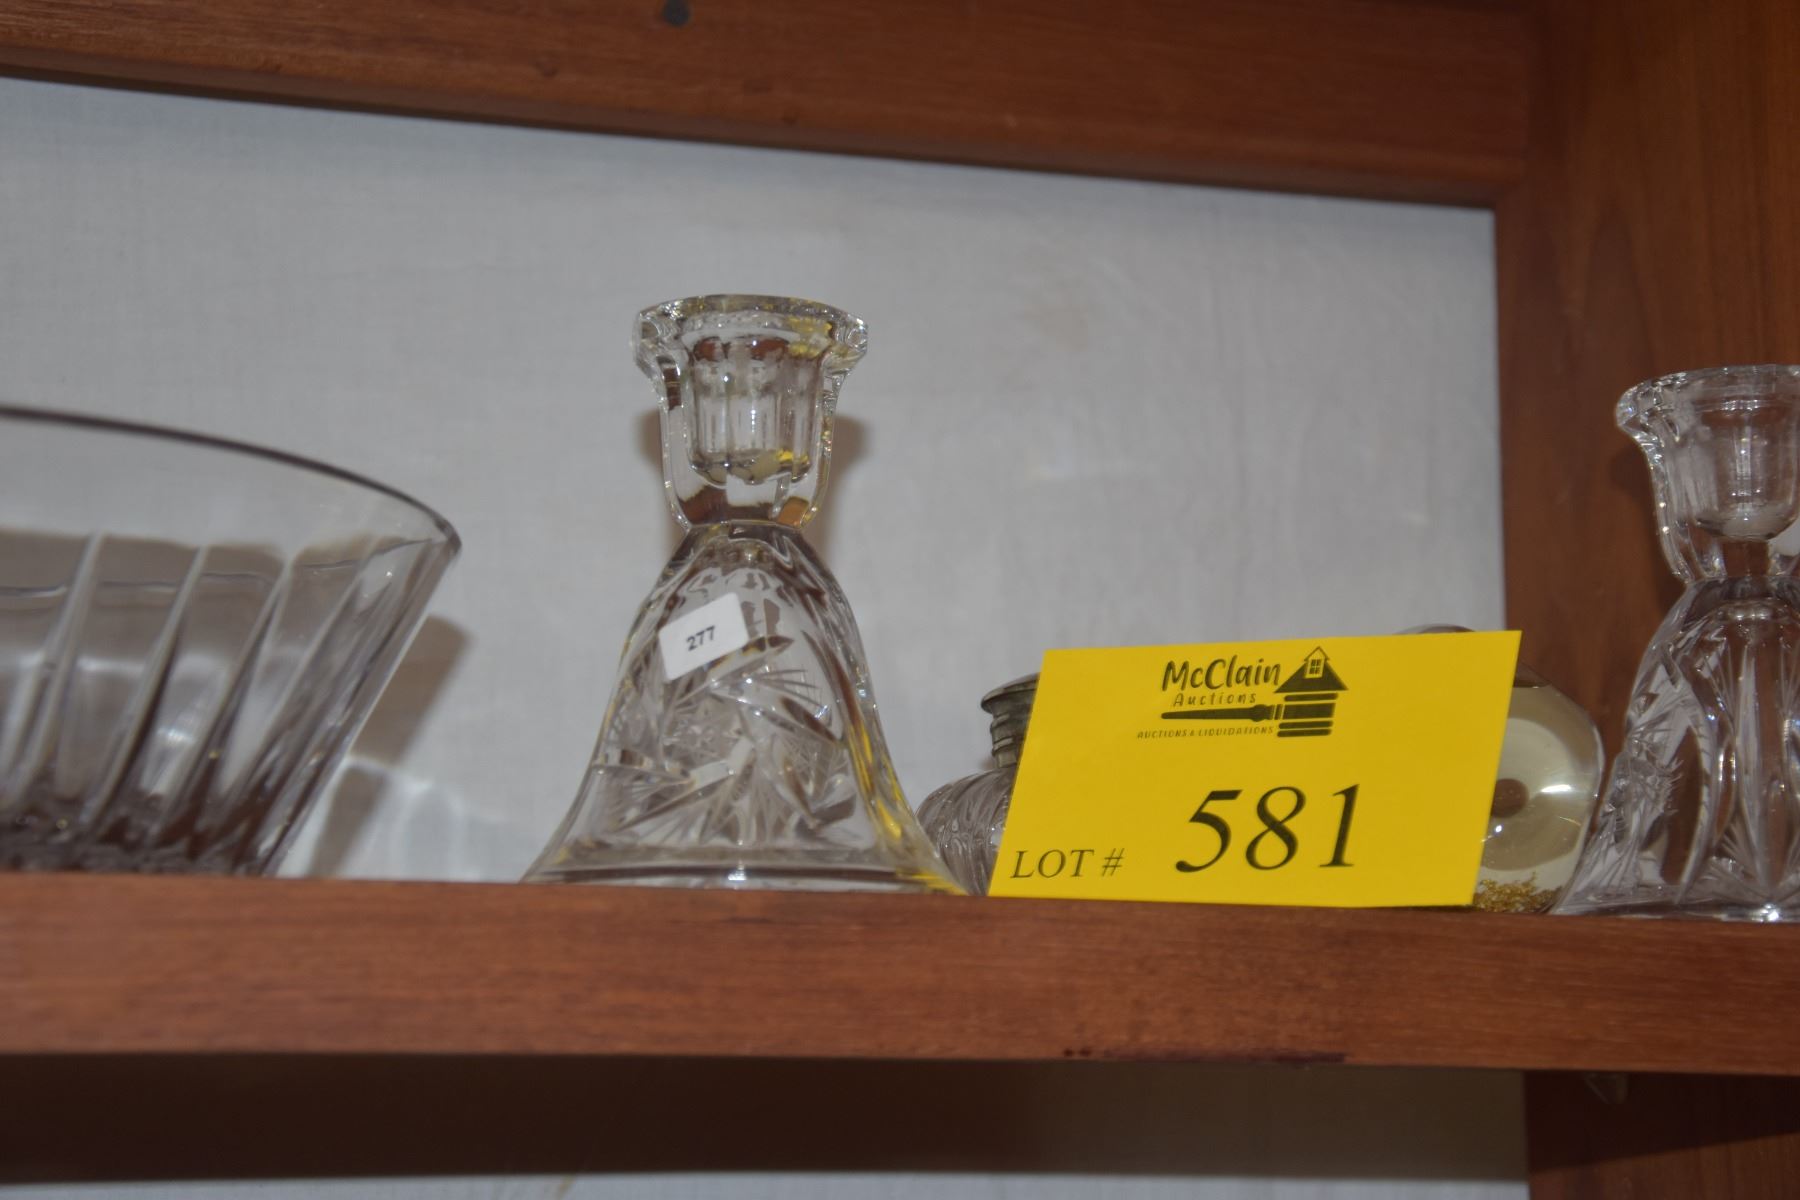 277
McClain
Auctions
AUCTIONS & LIQUIDATIONS
LOT # 581